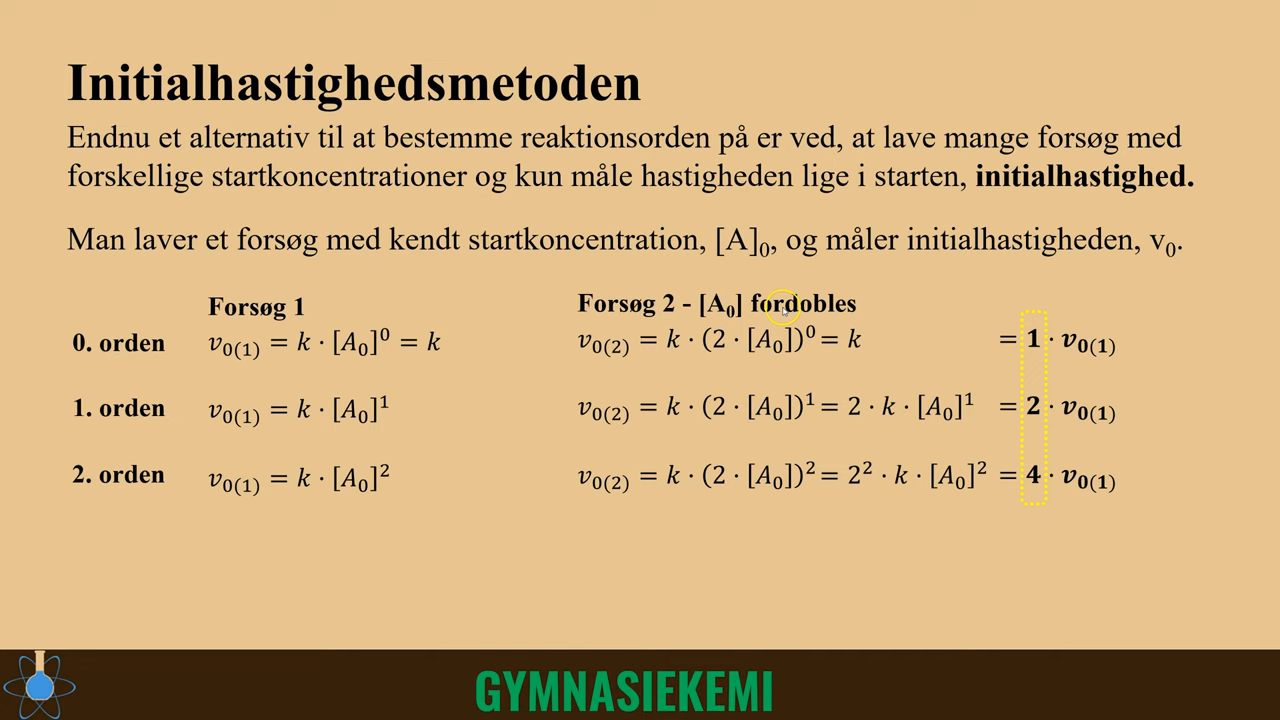 Initialhastighedsmetoden
Endnu et alternativ til at bestemme reaktionsorden på er ved, at lave mange forsøg med
forskellige startkoncentrationer og kun måle hastigheden lige i starten, initialhastighed.
Man laver et forsøg med kendt startkoncentration, [A]₀, og måler initialhastigheden, v₀.
Forsøg 1 Forsøg 2 - [A₀] fordobles
0. orden v₀₍₁₎ = k · [A₀]⁰ = k v₀₍₂₎ = k · (2 · [A₀])⁰ = k = 1 · v₀₍₁₎
1. orden v₀₍₁₎ = k · [A₀]¹ v₀₍₂₎ = k · (2 · [A₀])¹ = 2 · k · [A₀]¹ = 2 · v₀₍₁₎
2. orden v₀₍₁₎ = k · [A₀]² v₀₍₂₎ = k · (2 · [A₀])² = 2² · k · [A₀]² = 4 · v₀₍₁₎
GYMNASIEKEMI